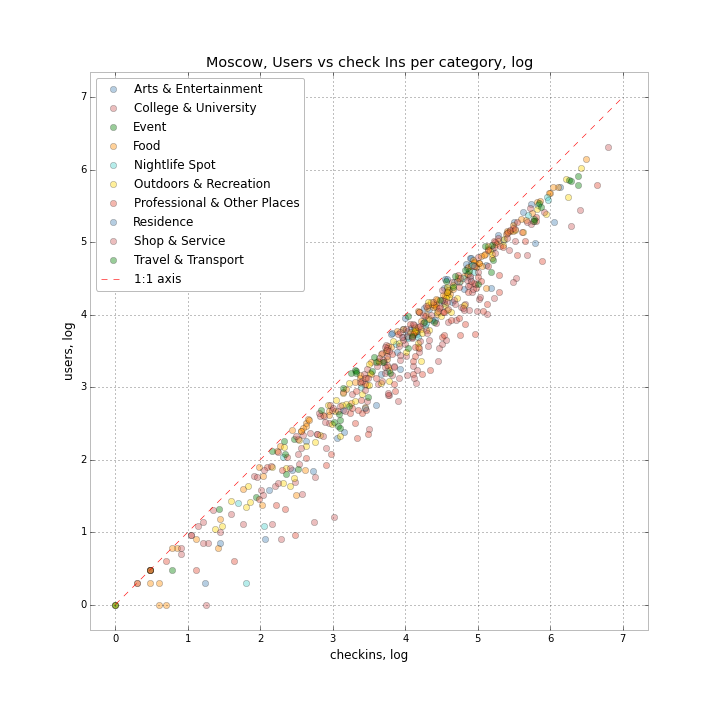 Moscow, Users vs check Ins per category, log
Arts & Entertainment
College & University
Event
Food
Nightlife Spot
Outdoors & Recreation
Professional & Other Places
Residence
Shop & Service
Travel & Transport
1:1 axis
7
6
5
4
3
2
1
0
users, log
0 1 2 3 4 5 6 7
checkins, log